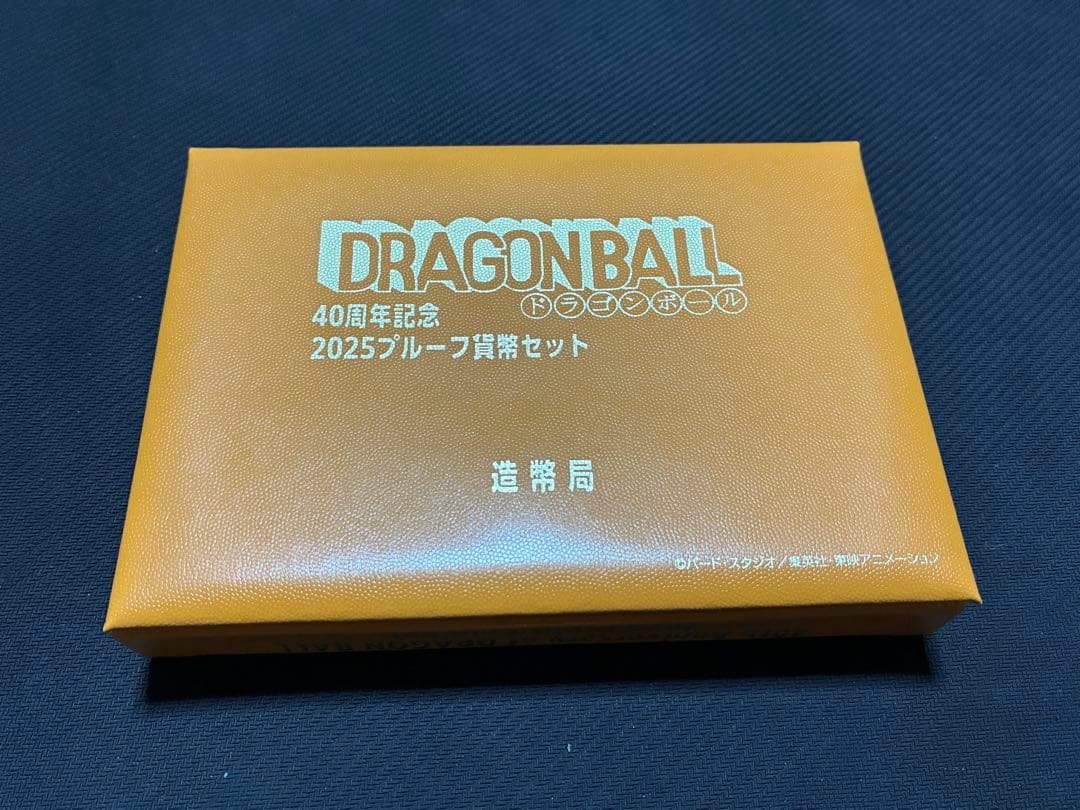 DRAGON BALL
ドラゴンボール
40周年記念
2025プルーフ貨幣セット
造幣局
©バード・スタジオ/集英社・東映アニメーション